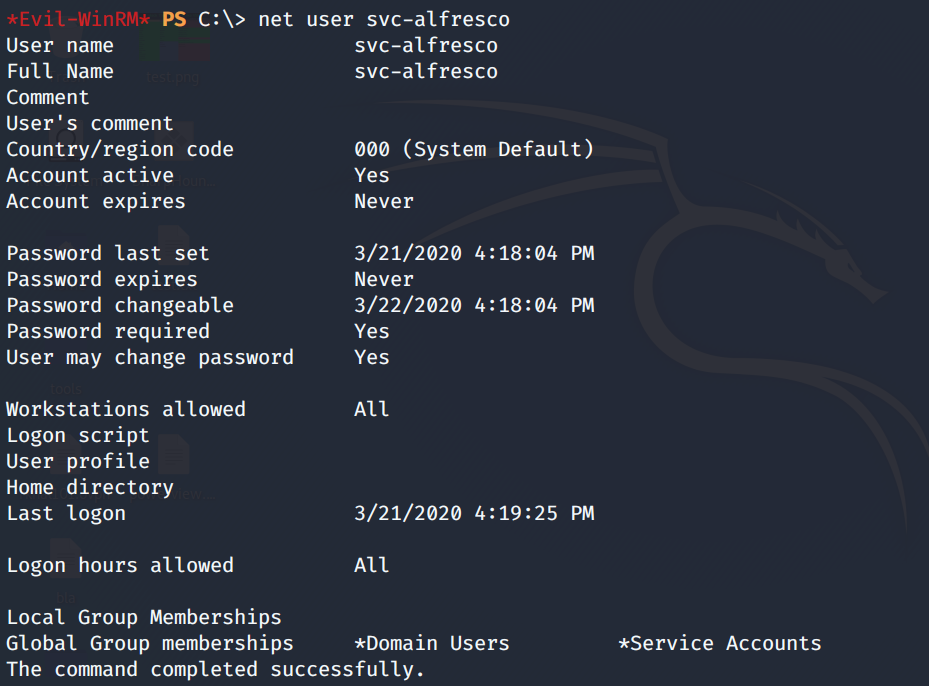 *Evil-WinRM* PS C:\> net user svc-alfresco
User name                    svc-alfresco
Full Name                    svc-alfresco
Comment
User's comment
Country/region code          000 (System Default)
Account active               Yes
Account expires              Never
Password last set            3/21/2020 4:18:04 PM
Password expires             Never
Password changeable          3/22/2020 4:18:04 PM
Password required            Yes
User may change password     Yes
Workstations allowed         All
Logon script
User profile
Home directory
Last logon                   3/21/2020 4:19:25 PM
Logon hours allowed          All
Local Group Memberships
Global Group memberships     *Domain Users         *Service Accounts
The command completed successfully.